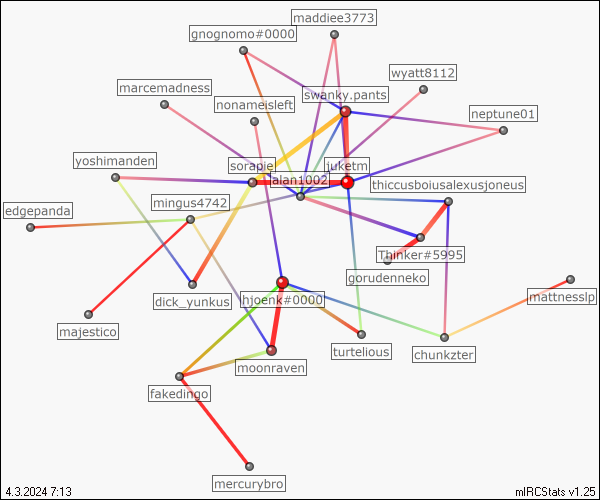 maddiee3773
gnognomo#0000
wyatt8112
marcemadness
swanky.pants
nonameisleft
neptune01
yoshimanden
sorapie
juketm
alan1002
thiccusboiusalexusjoneus
edgepanda
mingus4742
Thinker#5995
gorudenneko
dick_yunkus
lhjoenk#0000
mattnesslp
majestico
turtelious
chunkzter
moonraven
fakedingo
mercurybro
4.3.2024 7:13
mIRCStats v1.25